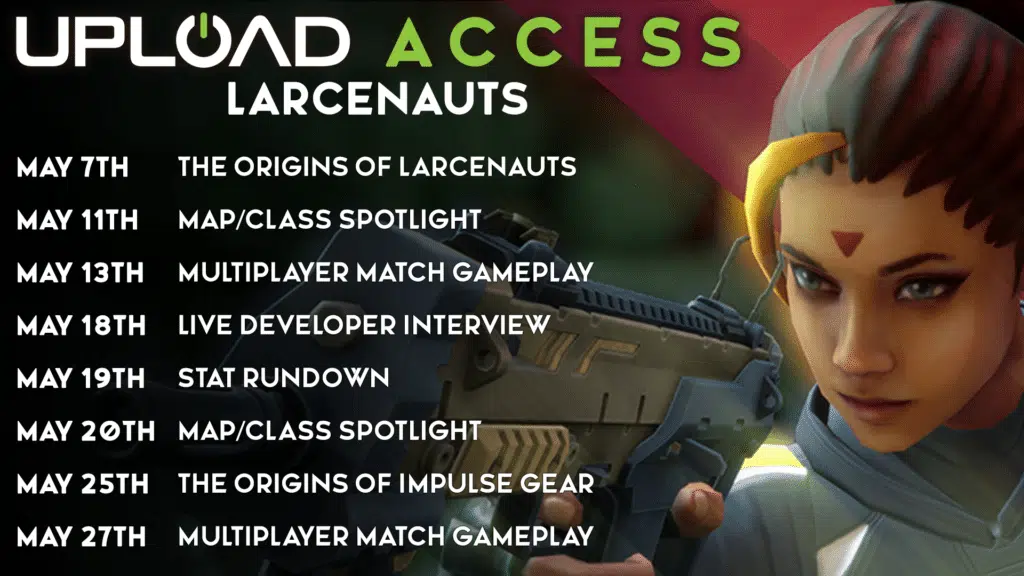 UPLOAD ACCESS
LARCENAUTS
MAY 7TH THE ORIGINS OF LARCENAUTS
MAY 11TH MAP/CLASS SPOTLIGHT
MAY 13TH MULTIPLAYER MATCH GAMEPLAY
MAY 18TH LIVE DEVELOPER INTERVIEW
MAY 19TH STAT RUNDOWN
MAY 20TH MAP/CLASS SPOTLIGHT
MAY 25TH THE ORIGINS OF IMPULSE GEAR
MAY 27TH MULTIPLAYER MATCH GAMEPLAY